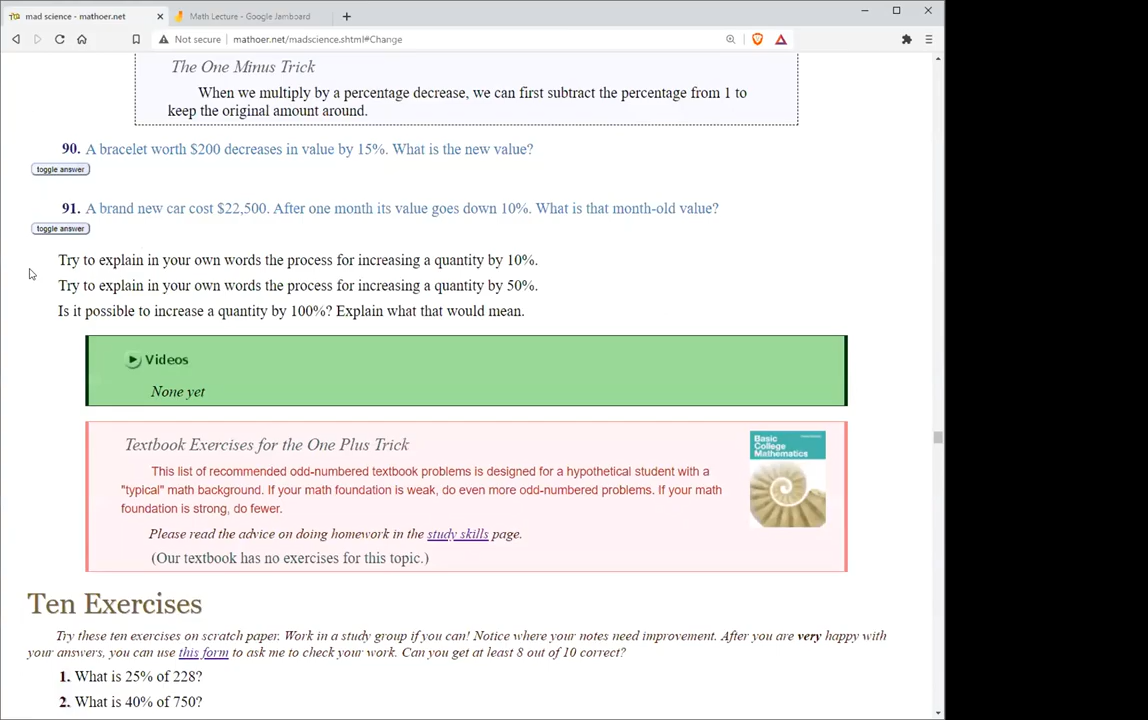 mad science - mathoer.net
Math Lecture - Google Jamboard
Not secure
mathoer.net/madscience.shtml#Change
The One Minus Trick
When we multiply by a percentage decrease, we can first subtract the percentage from 1 to
keep the original amount around.
90. A bracelet worth $200 decreases in value by 15%. What is the new value?
toggle answer
91. A brand new car cost $22,500. After one month its value goes down 10%. What is that month-old value?
toggle answer
Try to explain in your own words the process for increasing a quantity by 10%.
Try to explain in your own words the process for increasing a quantity by 50%.
Is it possible to increase a quantity by 100%? Explain what that would mean.
Videos
None yet
Textbook Exercises for the One Plus Trick
Basic
College
Mathematics
This list of recommended odd-numbered textbook problems is designed for a hypothetical student with a
"typical" math background. If your math foundation is weak, do even more odd-numbered problems. If your math
foundation is strong, do fewer.
Please read the advice on doing homework in the study skills page.
(Our textbook has no exercises for this topic.)
Ten Exercises
Try these ten exercises on scratch paper. Work in a study group if you can! Notice where your notes need improvement. After you are very happy with
your answers, you can use this form to ask me to check your work. Can you get at least 8 out of 10 correct?
1. What is 25% of 228?
2. What is 40% of 750?